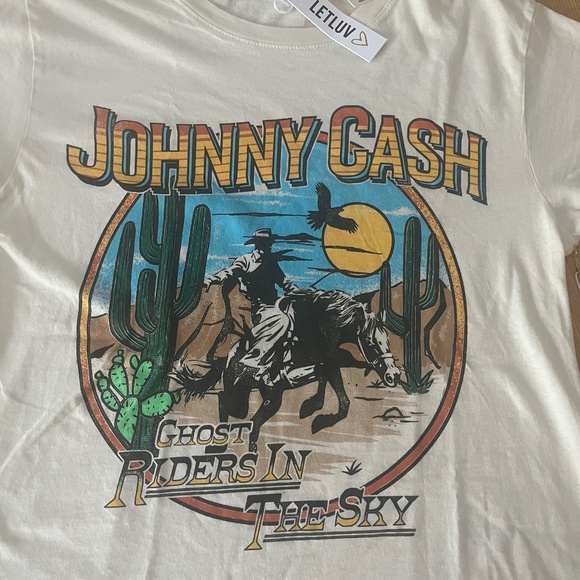 LETLUV
JOHNNY CASH
GHOST
RIDERS IN
THE SKY